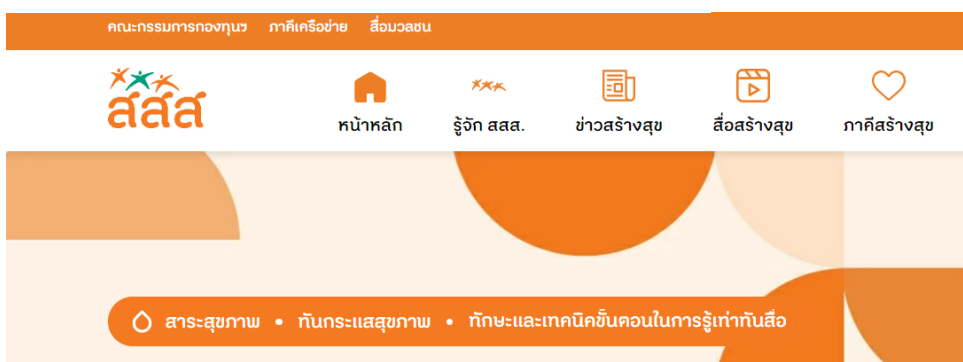 คณะกรรมการกองทุนฯ ภาคีเครือข่าย สื่อมวลชน
สสส
หน้าหลัก รู้จัก สสส. ข่าวสร้างสุข สื่อสร้างสุข ภาคีสร้างสุข
สาระสุขภาพ • ทันกระแสสุขภาพ • ทักษะและเทคนิคขั้นตอนในการรู้เท่าทันสื่อ